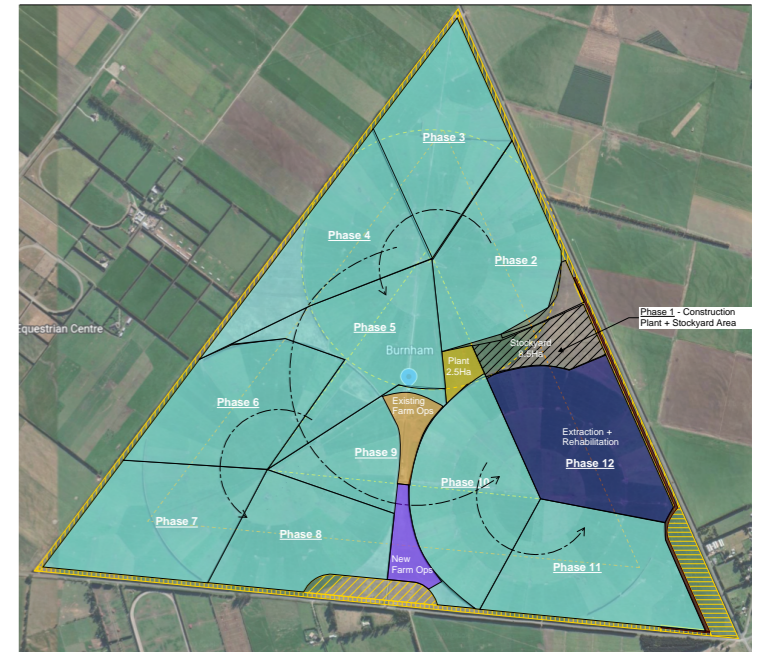 Phase 3
Phase 4
Phase 2
Phase 1 - Construction
Plant + Stockyard Area
Phase 5
Stockyard
8.5Ha
Equestrian Centre
Burnham
Plant
2.5Ha
Existing
Farm Ops
Phase 6
Extraction +
Rehabilitation
Phase 9
Phase 12
Phase 10
Phase 7
Phase 8
New
Farm Ops
Phase 11